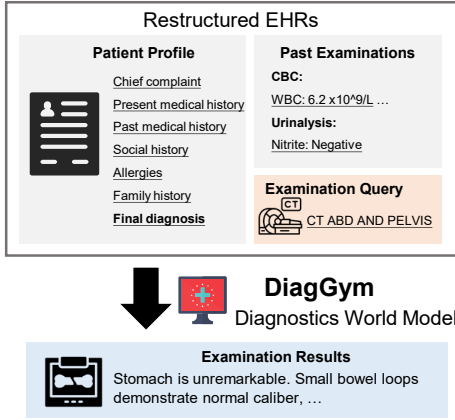 Restructured EHRs
Patient Profile
Chief complaint
Present medical history
Past medical history
Social history
Allergies
Family history
Final diagnosis
Past Examinations
CBC:
WBC: 6.2 x10^9/L ...
Urinalysis:
Nitrite: Negative
Examination Query
CT
CT ABD AND PELVIS
DiagGym
Diagnostics World Model
Examination Results
Stomach is unremarkable. Small bowel loops
demonstrate normal caliber, ...